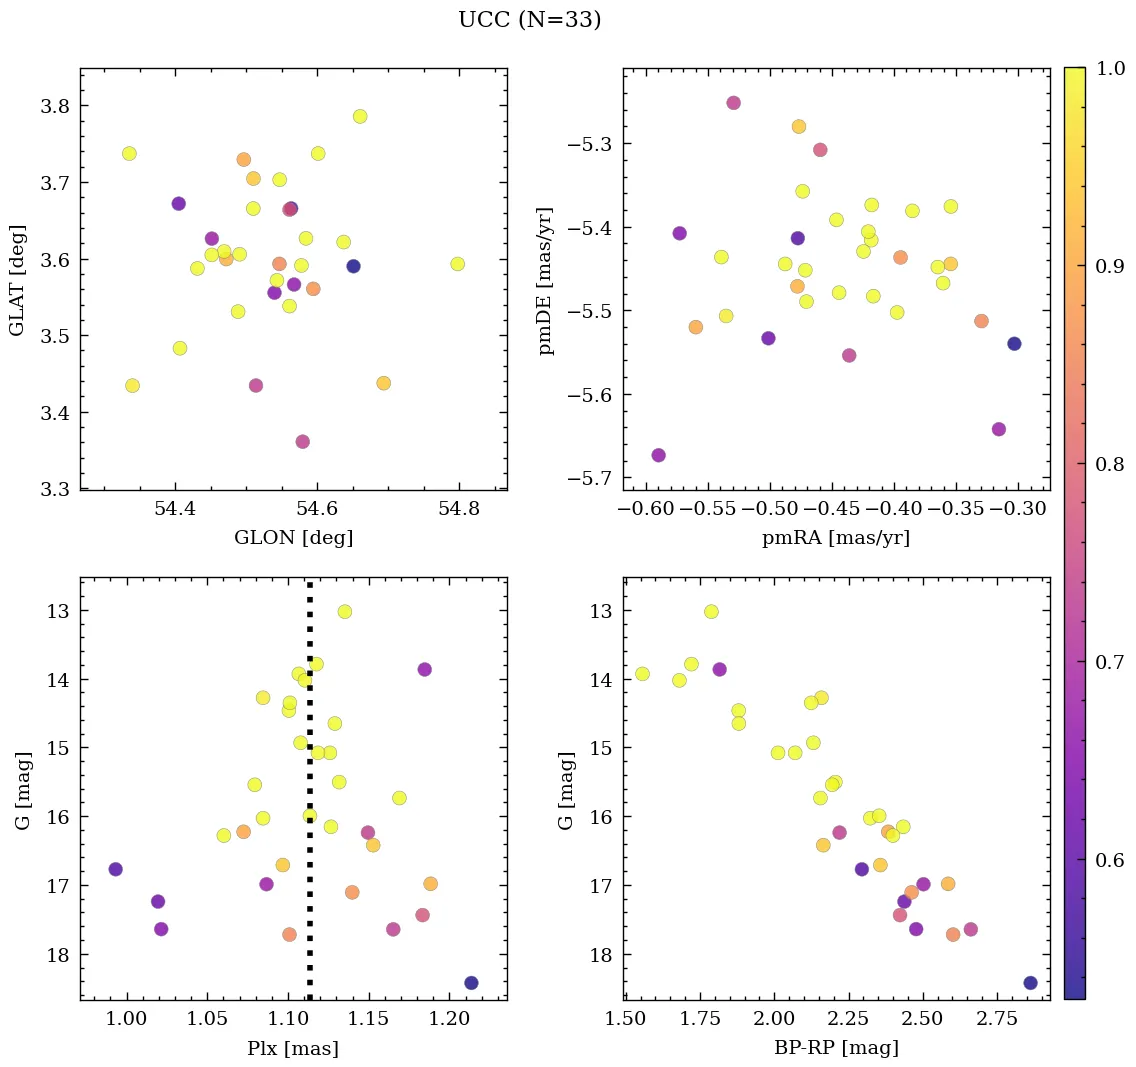 UCC (N=33)
3.8
3.7
3.6
3.5
3.4
3.3
GLAT [deg]
54.4 54.6 54.8
GLON [deg]
−5.3
−5.4
−5.5
−5.6
−5.7
pmDE [mas/yr]
−0.60 −0.55 −0.50 −0.45 −0.40 −0.35 −0.30
pmRA [mas/yr]
1.0
0.9
0.8
0.7
0.6
13
14
15
16
17
18
G [mag]
1.00 1.05 1.10 1.15 1.20
Plx [mas]
13
14
15
16
17
18
G [mag]
1.50 1.75 2.00 2.25 2.50 2.75
BP-RP [mag]